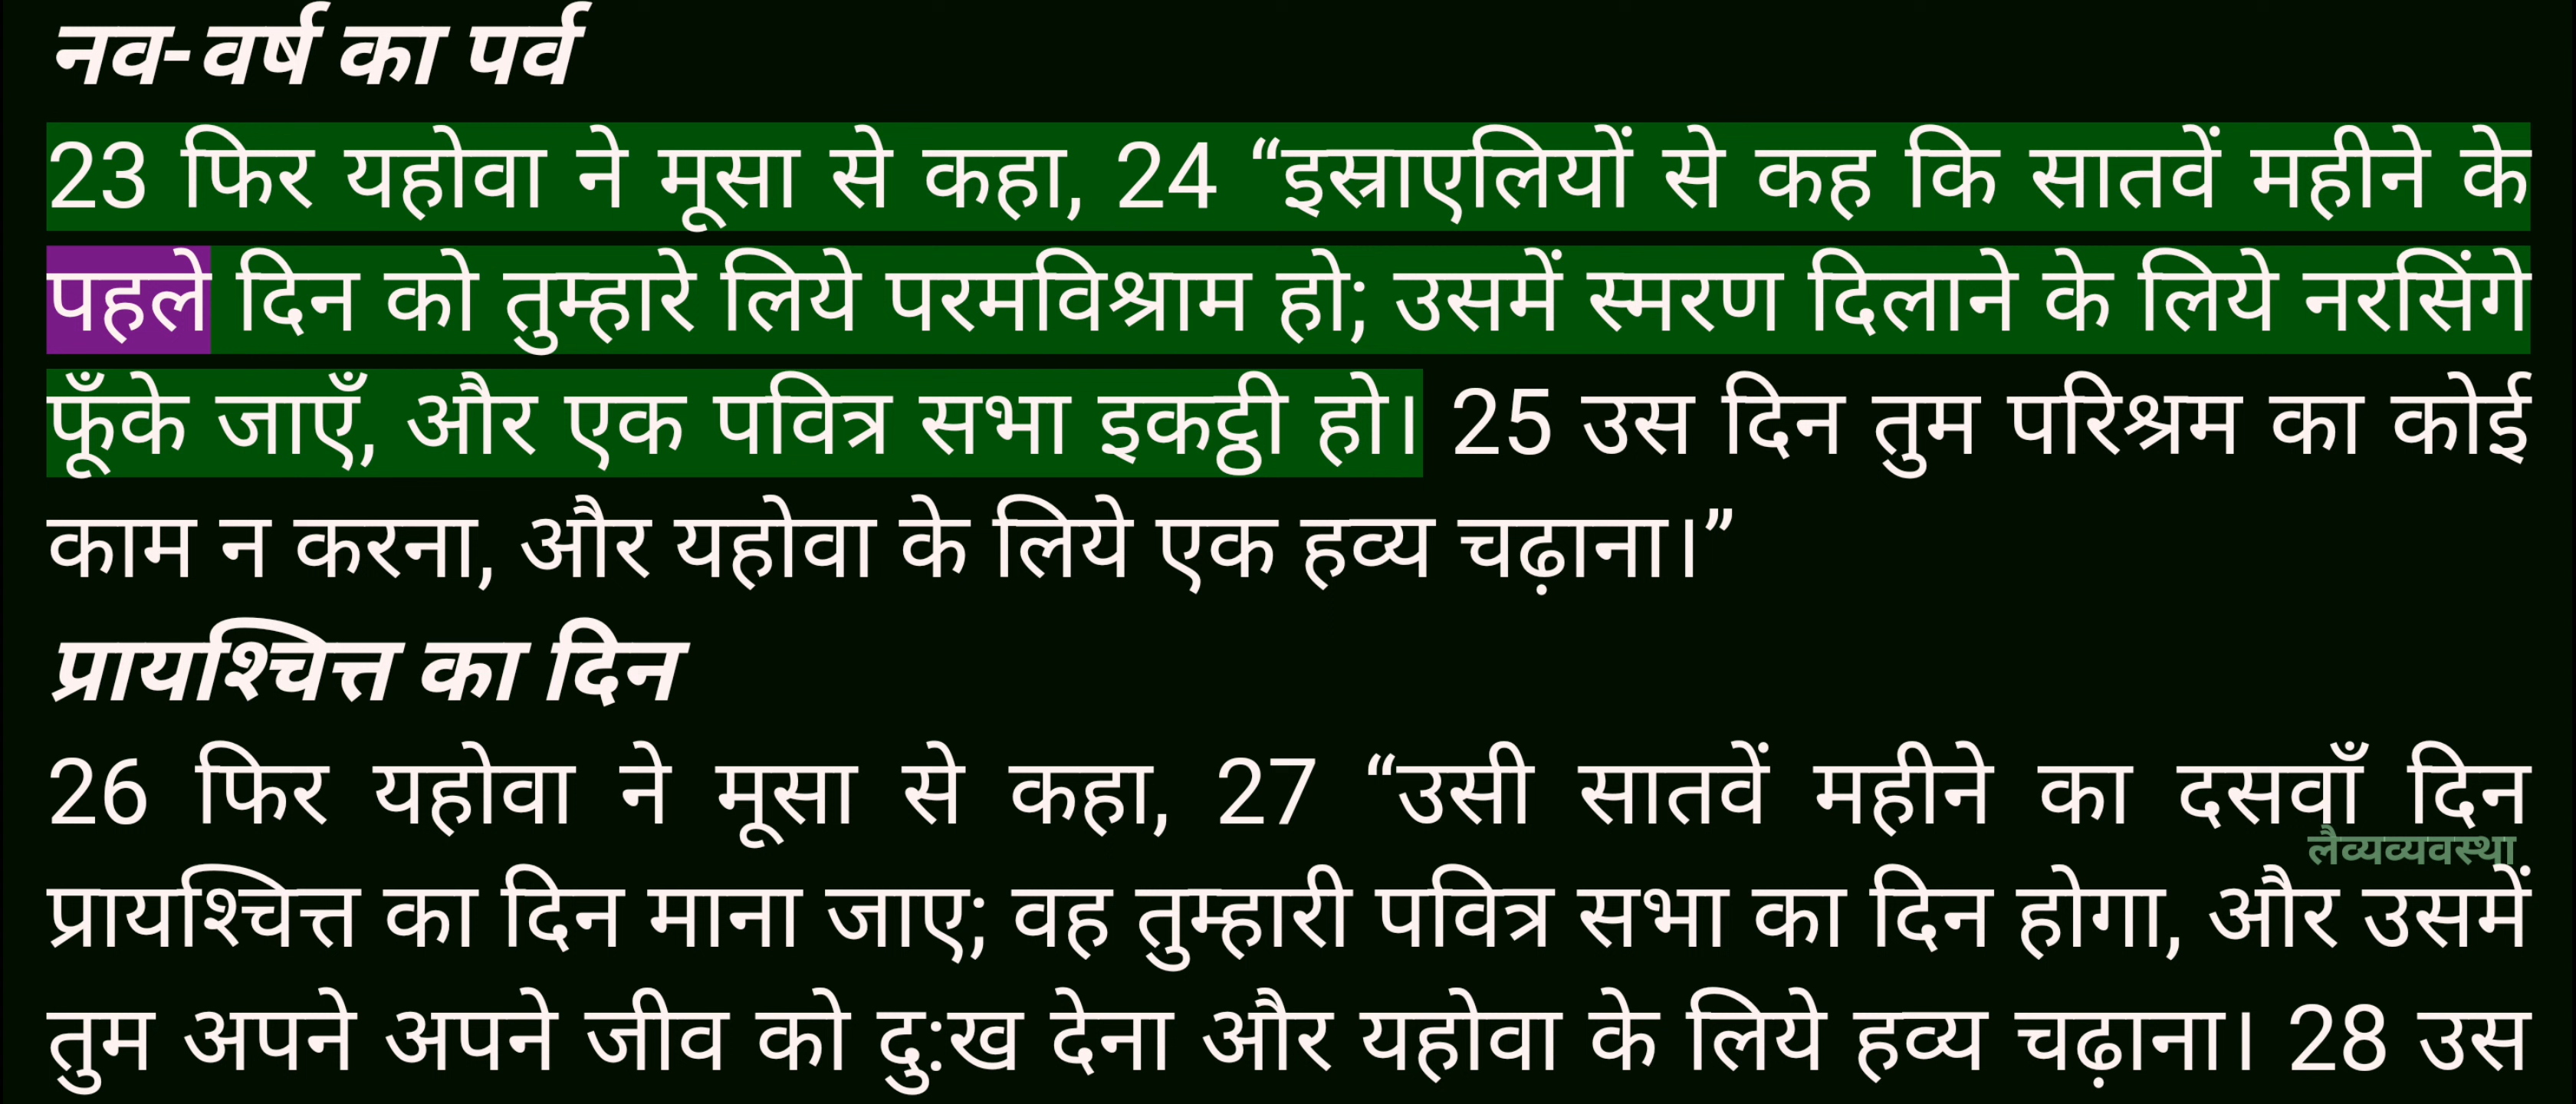 नव-वर्ष का पर्व
23 फिर यहोवा ने मूसा से कहा, 24 “इस्राएलियों से कह कि सातवें महीने के
पहले दिन को तुम्हारे लिये परमविश्राम हो; उसमें स्मरण दिलाने के लिये नरसिंगे
फूँके जाएँ, और एक पवित्र सभा इकट्ठी हो। 25 उस दिन तुम परिश्रम का कोई
काम न करना, और यहोवा के लिये एक हव्य चढ़ाना।”
प्रायश्चित्त का दिन
26 फिर यहोवा ने मूसा से कहा, 27 “उसी सातवें महीने का दसवाँ दिन
लैव्यव्यवस्था
प्रायश्चित्त का दिन माना जाए; वह तुम्हारी पवित्र सभा का दिन होगा, और उसमें
तुम अपने अपने जीव को दुःख देना और यहोवा के लिये हव्य चढ़ाना। 28 उस